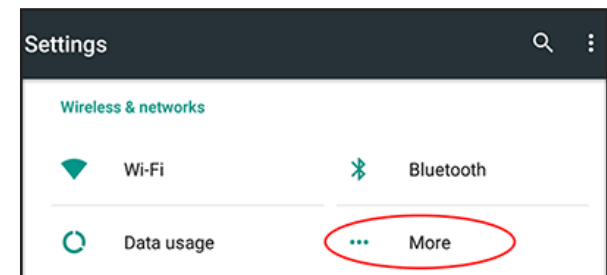 Settings
Wireless & networks
Wi-Fi
Bluetooth
Data usage
More